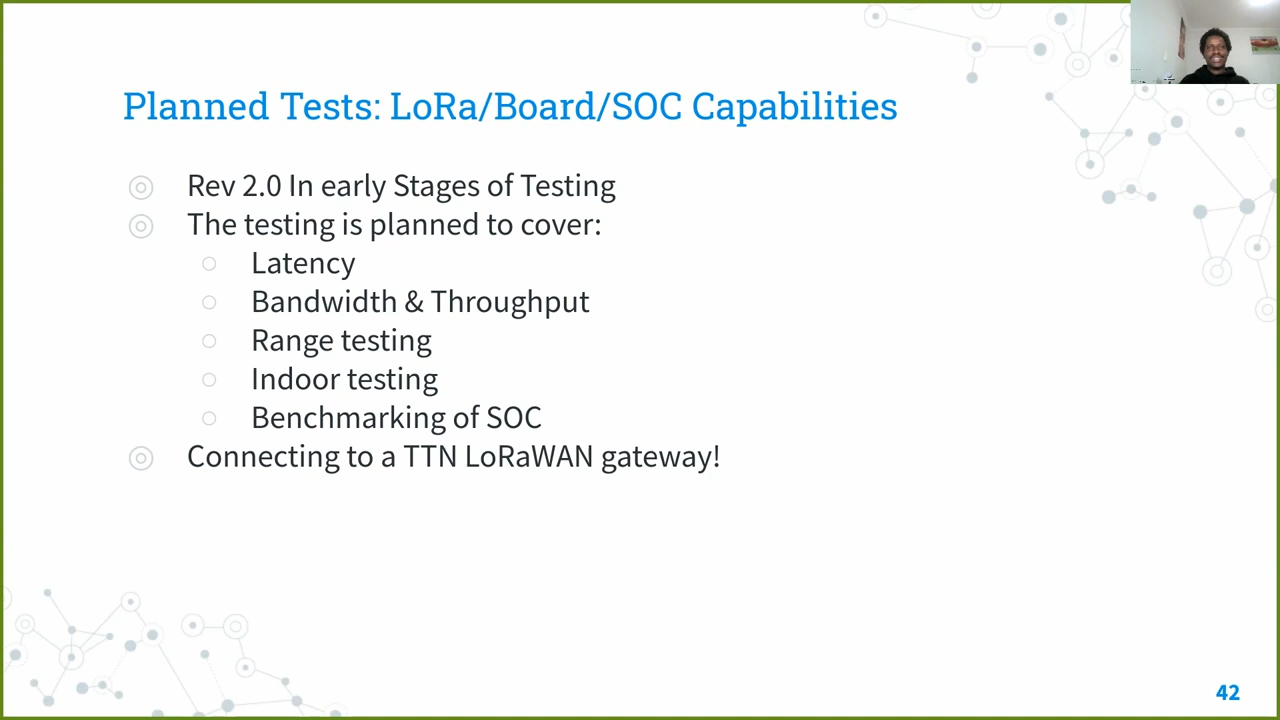 Planned Tests: LoRa/Board/SOC Capabilities
Rev 2.0 In early Stages of Testing
The testing is planned to cover:
Latency
Bandwidth & Throughput
Range testing
Indoor testing
Benchmarking of SOC
Connecting to a TTN LoRaWAN gateway!
42